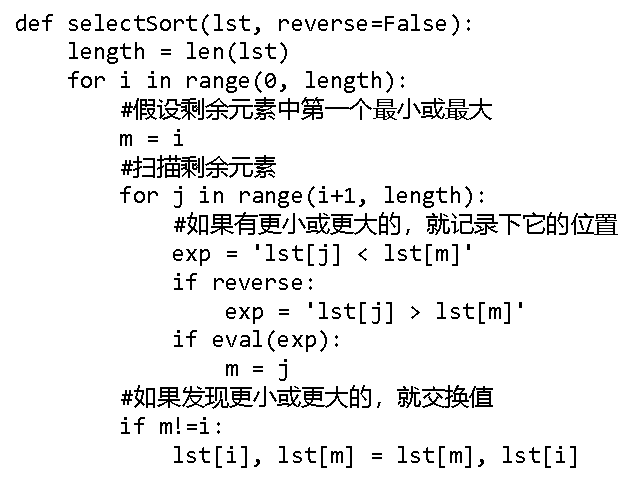 def selectSort(lst, reverse=False):
    length = len(lst)
    for i in range(0, length):
        #假设剩余元素中第一个最小或最大
        m = i
        #扫描剩余元素
        for j in range(i+1, length):
            #如果有更小或更大的，就记录下它的位置
            exp = 'lst[j] < lst[m]'
            if reverse:
                exp = 'lst[j] > lst[m]'
            if eval(exp):
                m = j
        #如果发现更小或更大的，就交换值
        if m!=i:
            lst[i], lst[m] = lst[m], lst[i]